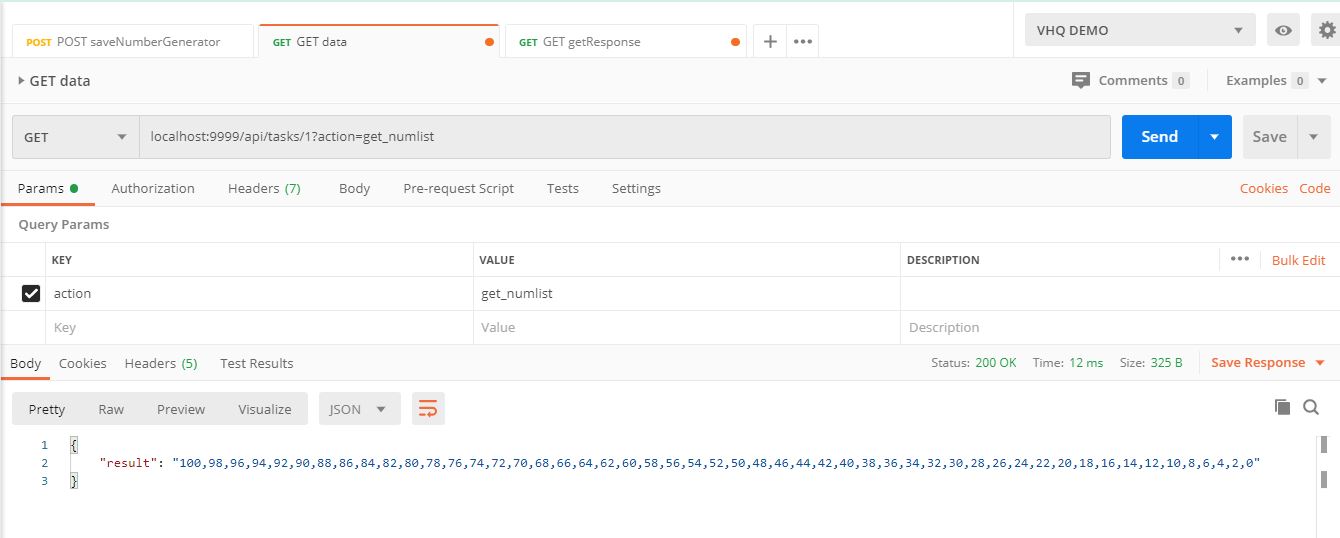 POST POST saveNumberGenerator GET GET data GET getResponse VHQ DEMO
GET data Comments 0 Examples 0
GET localhost:9999/api/tasks/1?action=get_numlist Send Save
Params Authorization Headers (7) Body Pre-request Script Tests Settings Cookies Code
Query Params
KEY VALUE DESCRIPTION Bulk Edit
action get_numlist
Key Value Description
Body Cookies Headers (5) Test Results Status: 200 OK Time: 12 ms Size: 325 B Save Response
Pretty Raw Preview Visualize JSON
1 {
2 "result": "100,98,96,94,92,90,88,86,84,82,80,78,76,74,72,70,68,66,64,62,60,58,56,54,52,50,48,46,44,42,40,38,36,34,32,30,28,26,24,22,20,18,16,14,12,10,8,6,4,2,0"
3 }